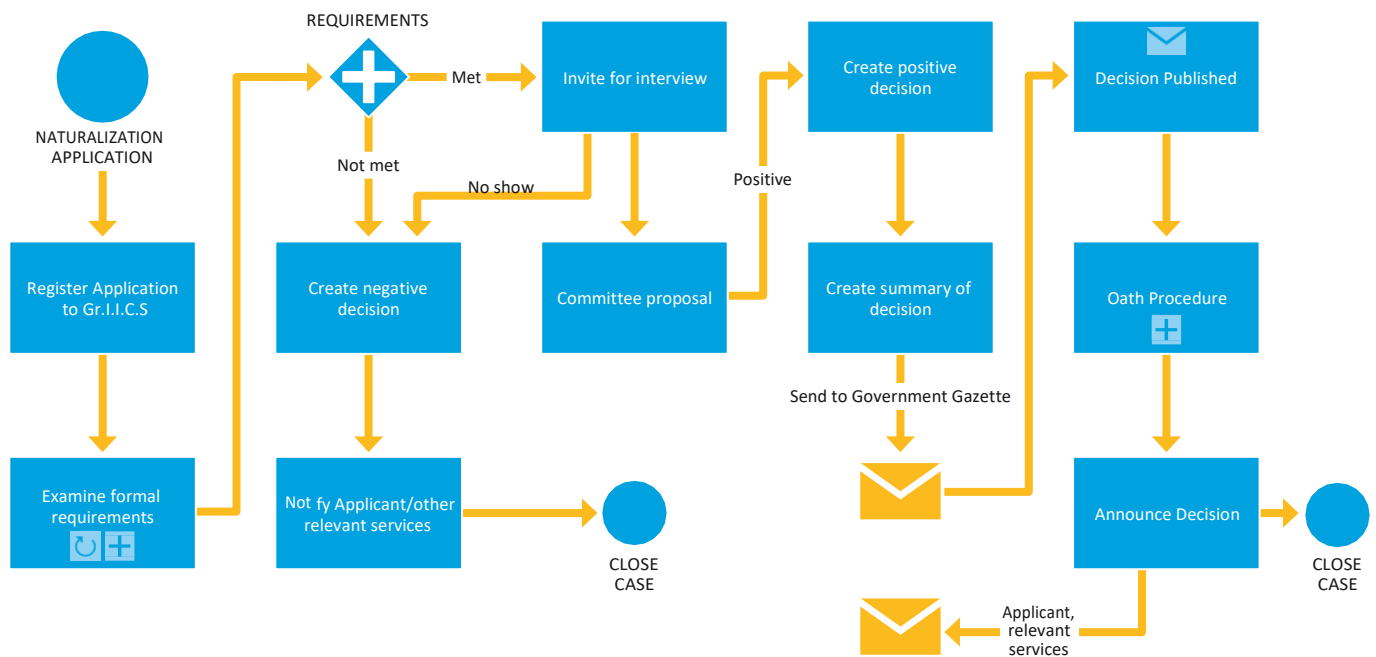 REQUIREMENTS
NATURALIZATION
APPLICATION
Met
Invite for interview
Create positive
decision
Decision Published
Not met
No show
Positive
Register Application
to Gr.I.I.C.S
Create negative
decision
Committee proposal
Create summary of
decision
Oath Procedure
Send to Government Gazette
Examine formal
requirements
Not fy Applicant/other
relevant services
CLOSE
CASE
Announce Decision
CLOSE
CASE
Applicant,
relevant
services